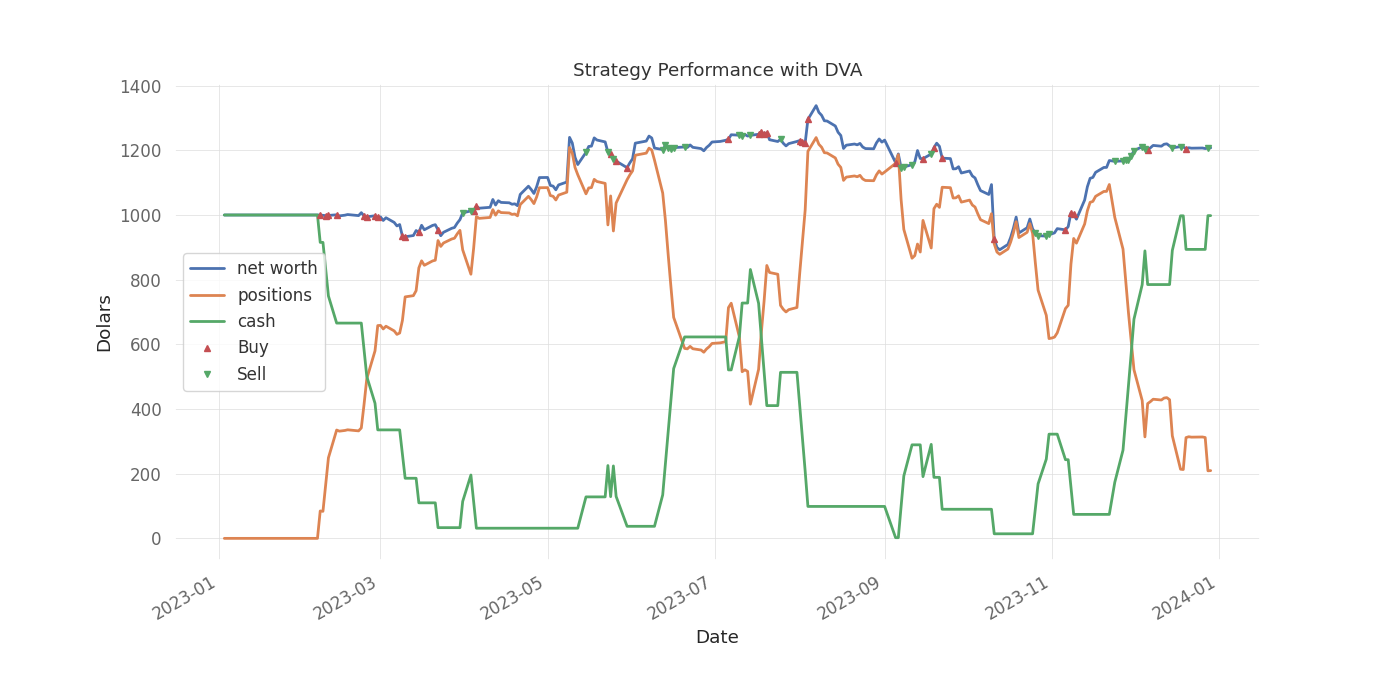 Strategy Performance with DVA
1400
1200
1000
800
600
400
200
0
Dolars
net worth
positions
cash
Buy
Sell
2023-01
2023-03
2023-05
2023-07
2023-09
2023-11
2024-01
Date